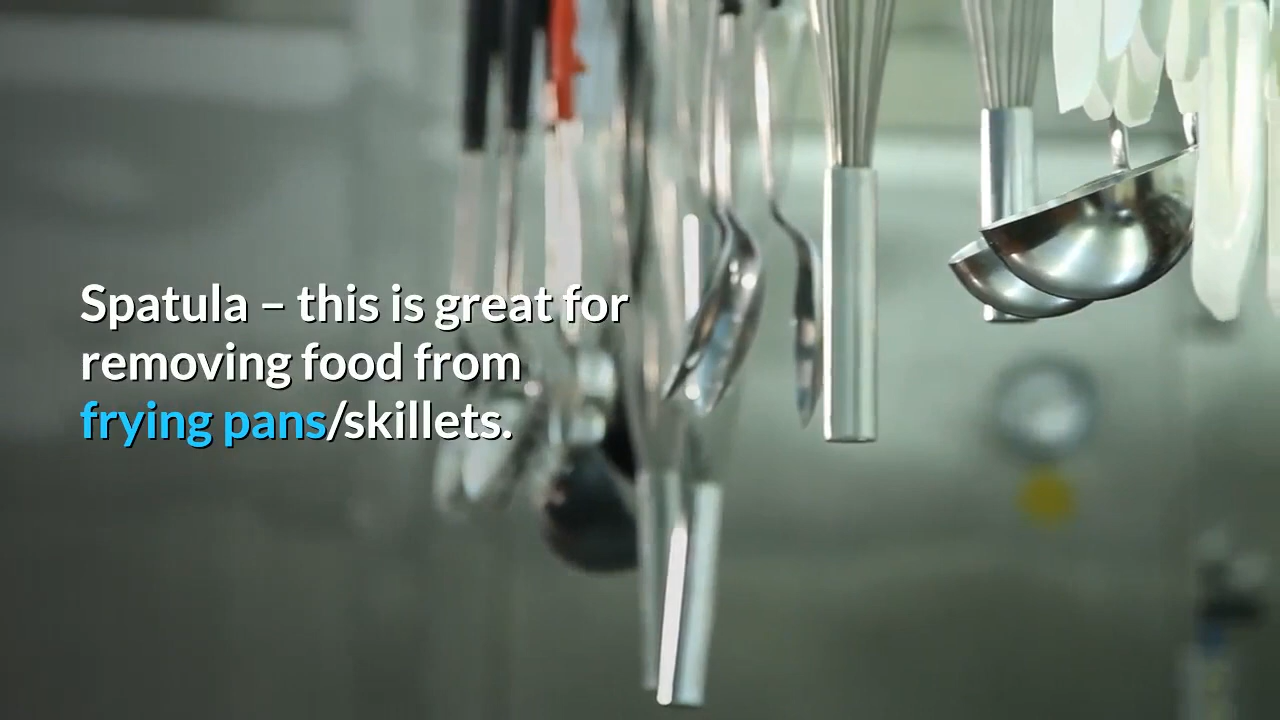 Spatula – this is great for
removing food from
frying pans/skillets.